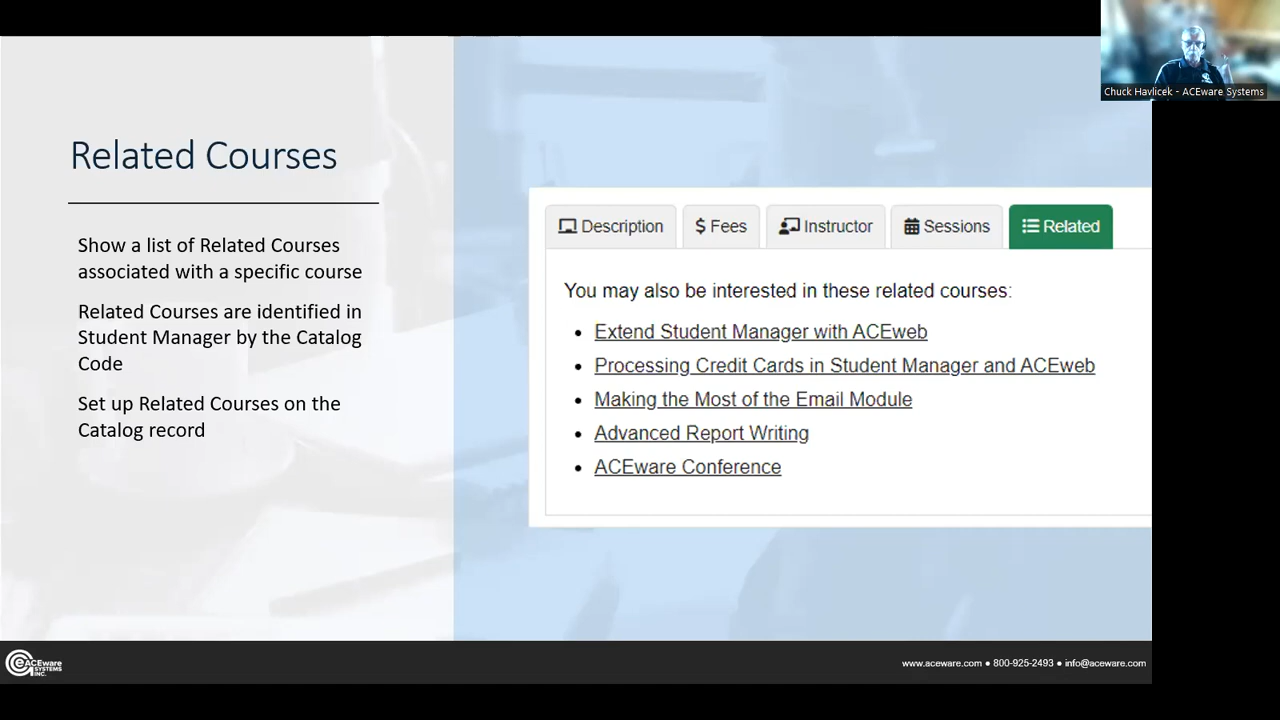 Chuck Havlicek - ACEware Systems
Related Courses
Show a list of Related Courses
associated with a specific course
Related Courses are identified in
Student Manager by the Catalog
Code
Set up Related Courses on the
Catalog record
Description
$ Fees
Instructor
Sessions
Related
You may also be interested in these related courses:
• Extend Student Manager with ACEweb
• Processing Credit Cards in Student Manager and ACEweb
• Making the Most of the Email Module
• Advanced Report Writing
• ACEware Conference
ACEware
SYSTEMS
INC.
www.aceware.com ● 800-925-2493 ● info@aceware.com